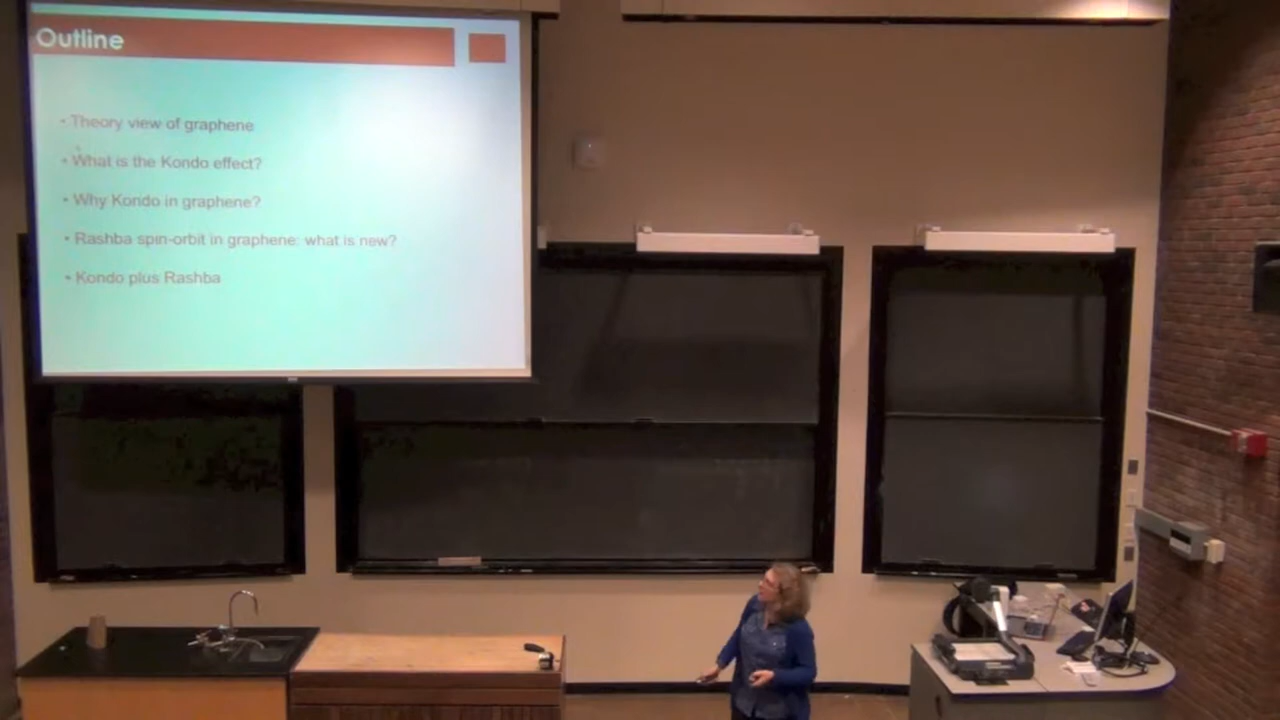 Outline
• Theory view of graphene
• What is the Kondo effect?
• Why Kondo in graphene?
• Rashba spin-orbit in graphene: what is new?
• Kondo plus Rashba